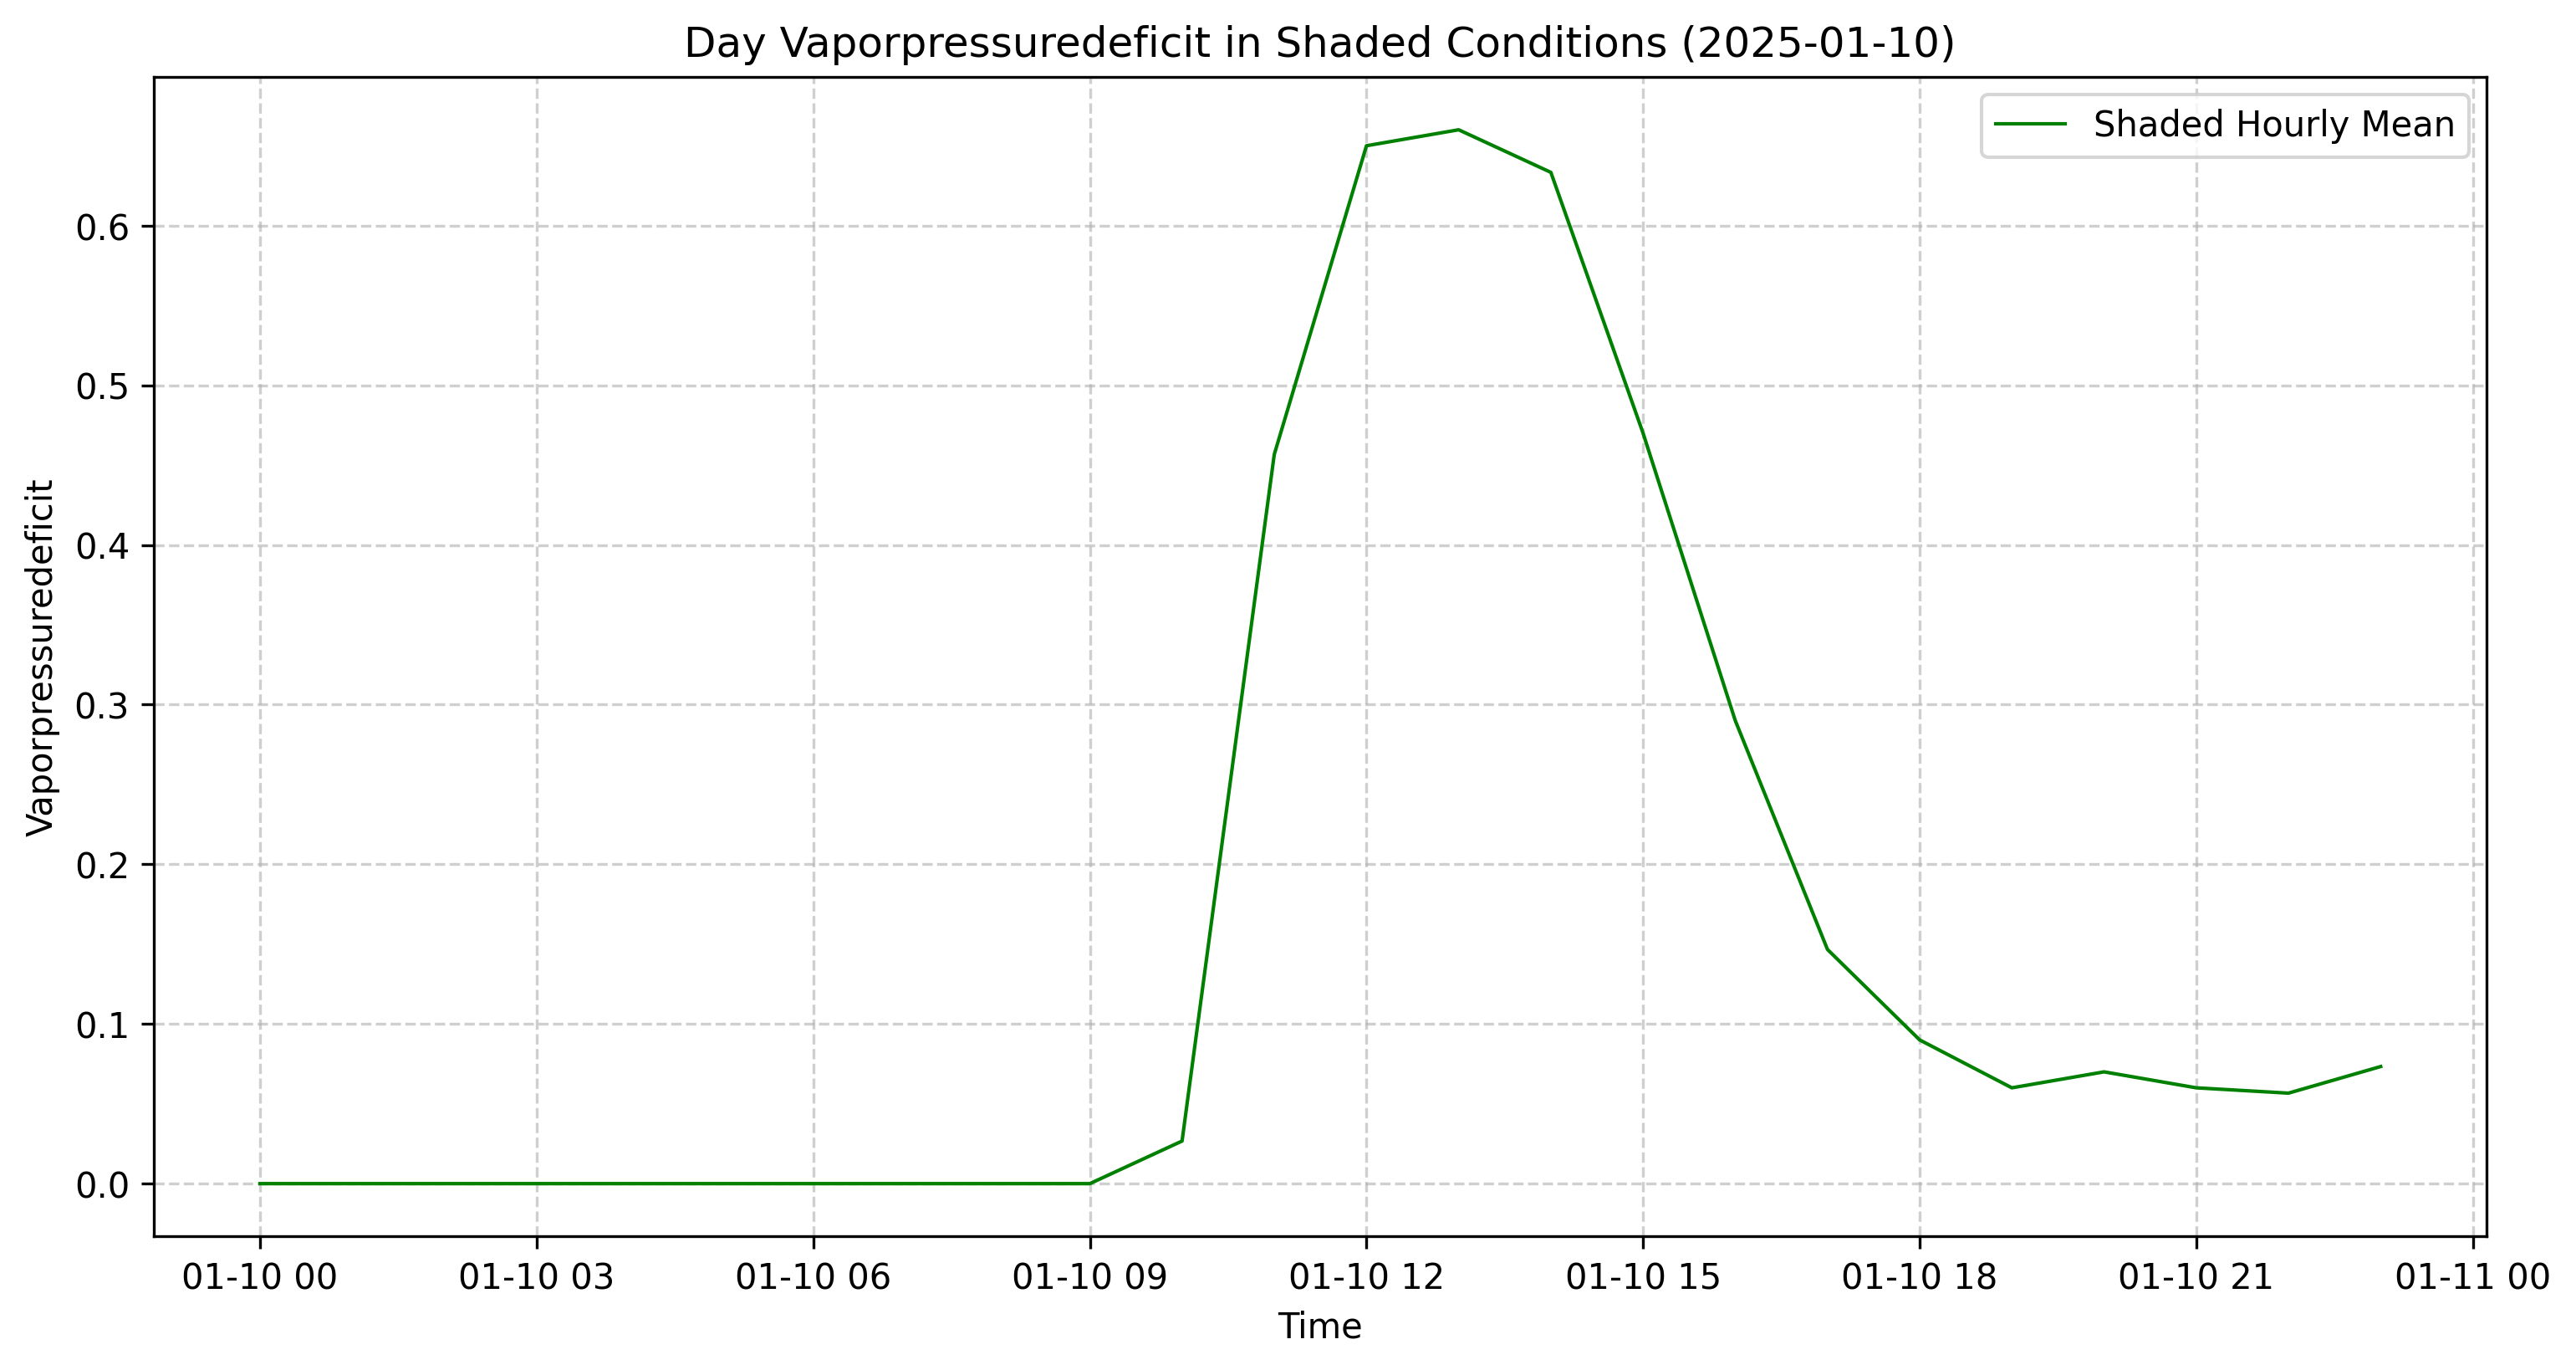 Day Vaporpressuredeficit in Shaded Conditions (2025-01-10)
Shaded Hourly Mean
Vaporpressuredeficit
0.6
0.5
0.4
0.3
0.2
0.1
0.0
01-10 00 01-10 03 01-10 06 01-10 09 01-10 12 01-10 15 01-10 18 01-10 21 01-11 00
Time